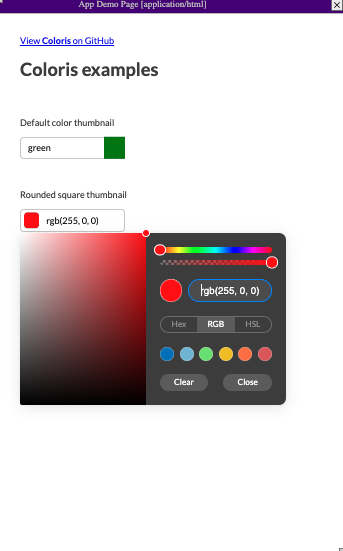 App Demo Page [application/html]
View Coloris on GitHub
Coloris examples
Default color thumbnail
green
Rounded square thumbnail
rgb(255, 0, 0)
rgb(255, 0, 0)
Hex RGB HSL
Clear Close